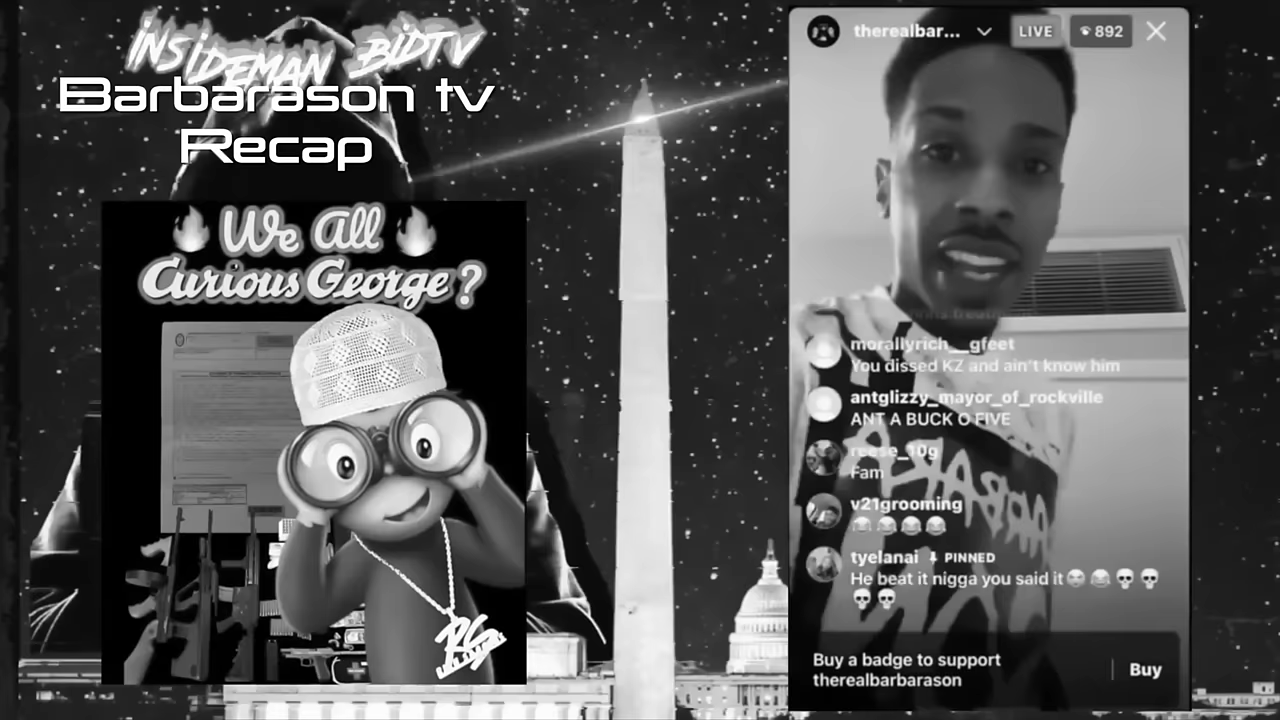 INSIDEMAN BIDTV
Barbarason tv
Recap
We All
Curious George ?
RG
therealbar...
LIVE
892
morallyrich__gfeet
You dissed KZ and ain't know him
antglizzy_mayor_of_rockville
ANT A BUCK O FIVE
reese_10g
Fam
v21grooming
😂😂😂😂
tyelanai PINNED
He beat it nigga you said it😂😂💀💀
💀💀
Buy a badge to support
therealbarbarason
Buy